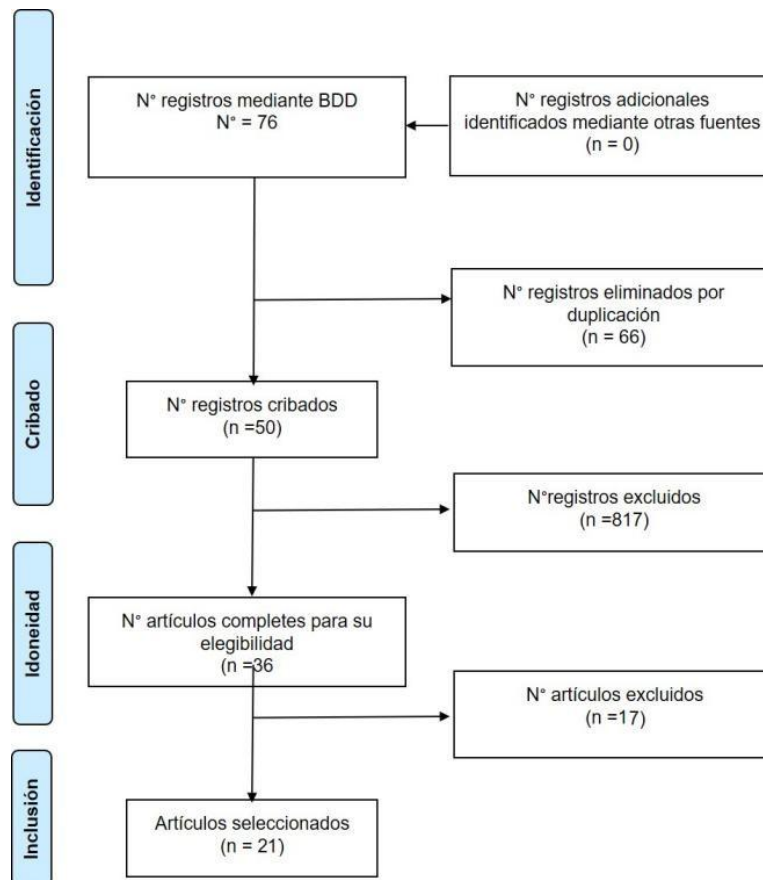 Identificación
N° registros mediante BDD
N° = 76
N° registros adicionales
identificados mediante otras fuentes
(n = 0)
N° registros eliminados por
duplicación
(n = 66)
Cribado
N° registros cribados
(n =50)
N°registros excluidos
(n =817)
Idoneidad
N° artículos completes para su
elegibilidad
(n =36
N° artículos excluidos
(n =17)
Inclusión
Artículos seleccionados
(n = 21)